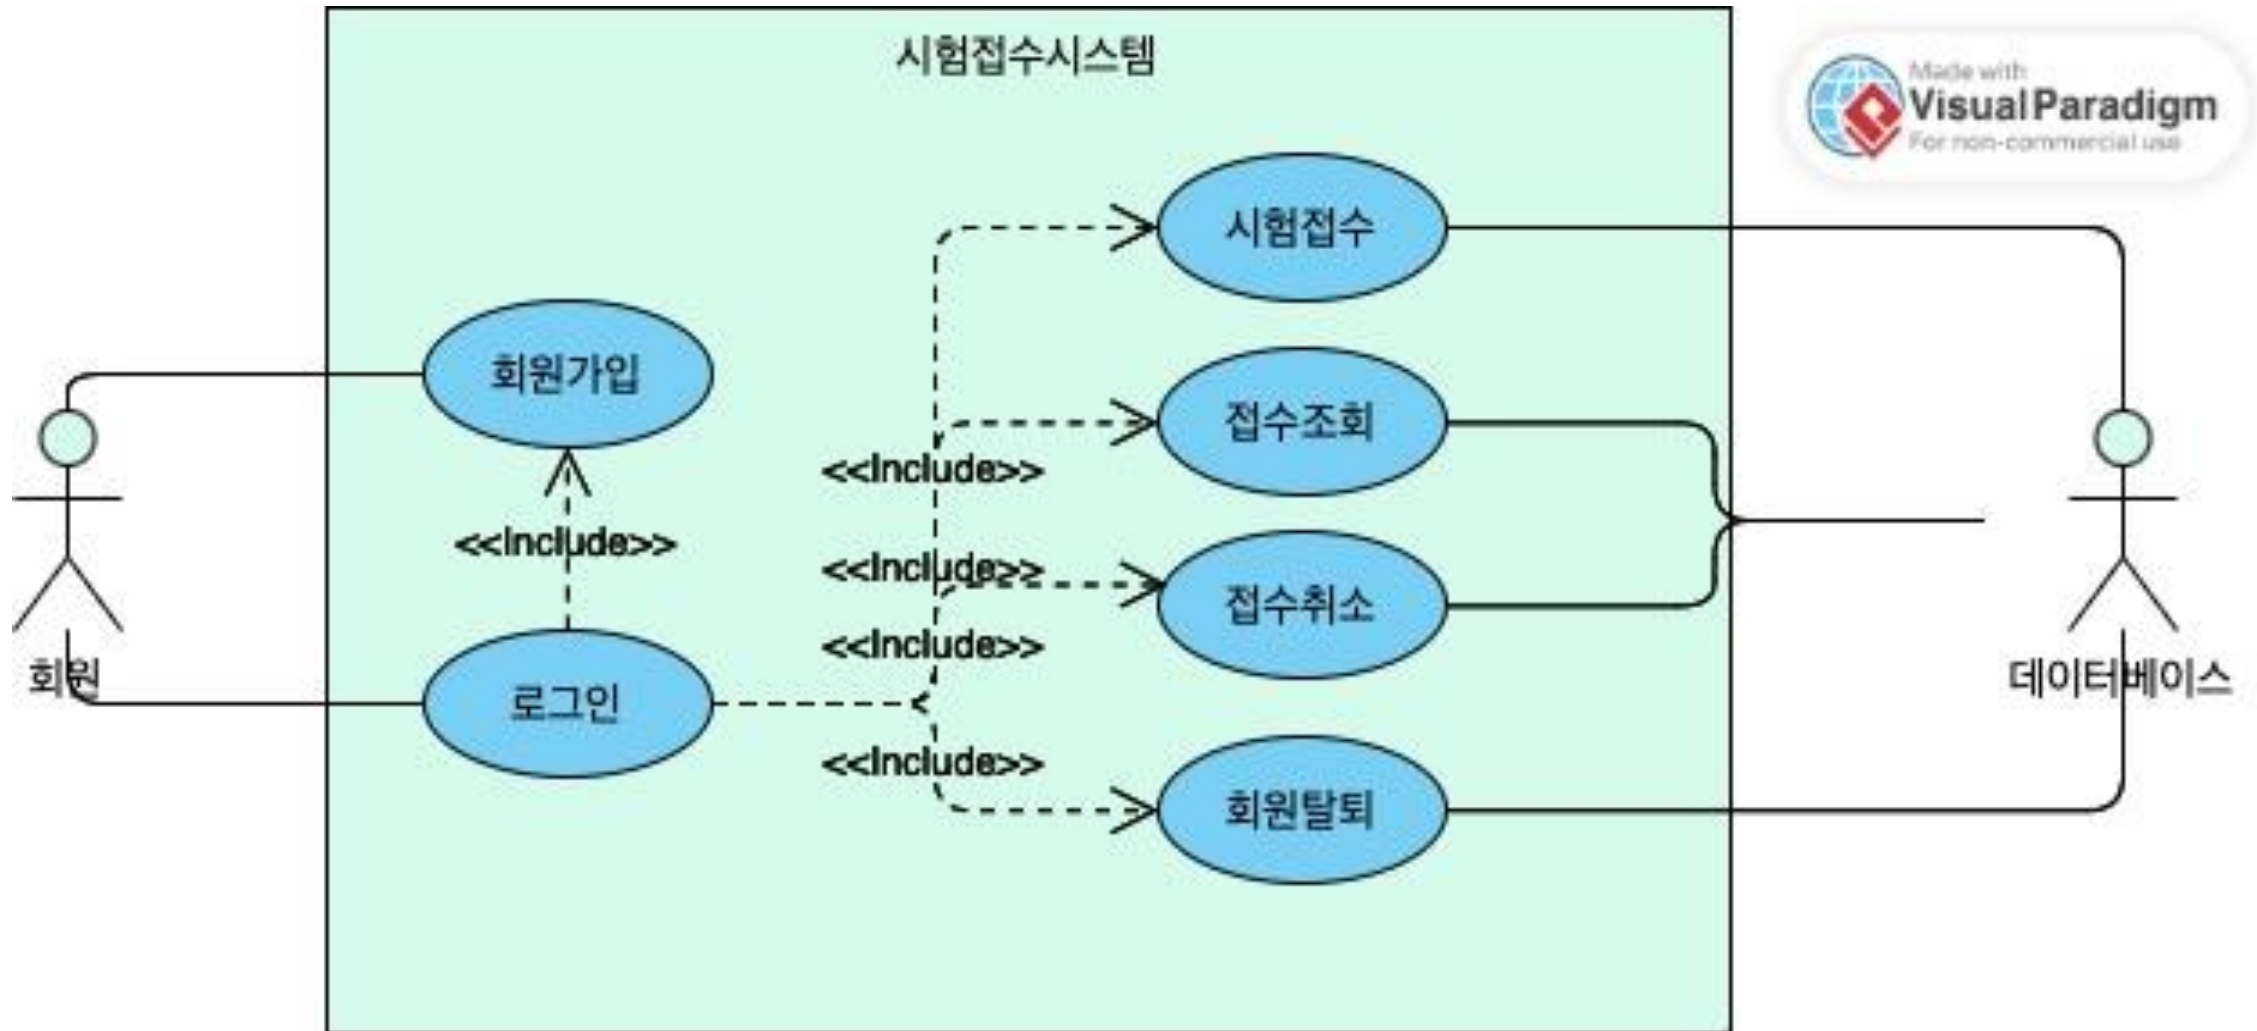 시험접수시스템
Made with
Visual Paradigm
For non-commercial use
시험접수
회원가입
접수조회
<<Include>>
<<Include>>
<<Include>>
접수취소
<<Include>>
회원
로그인
데이터베이스
<<Include>>
회원탈퇴